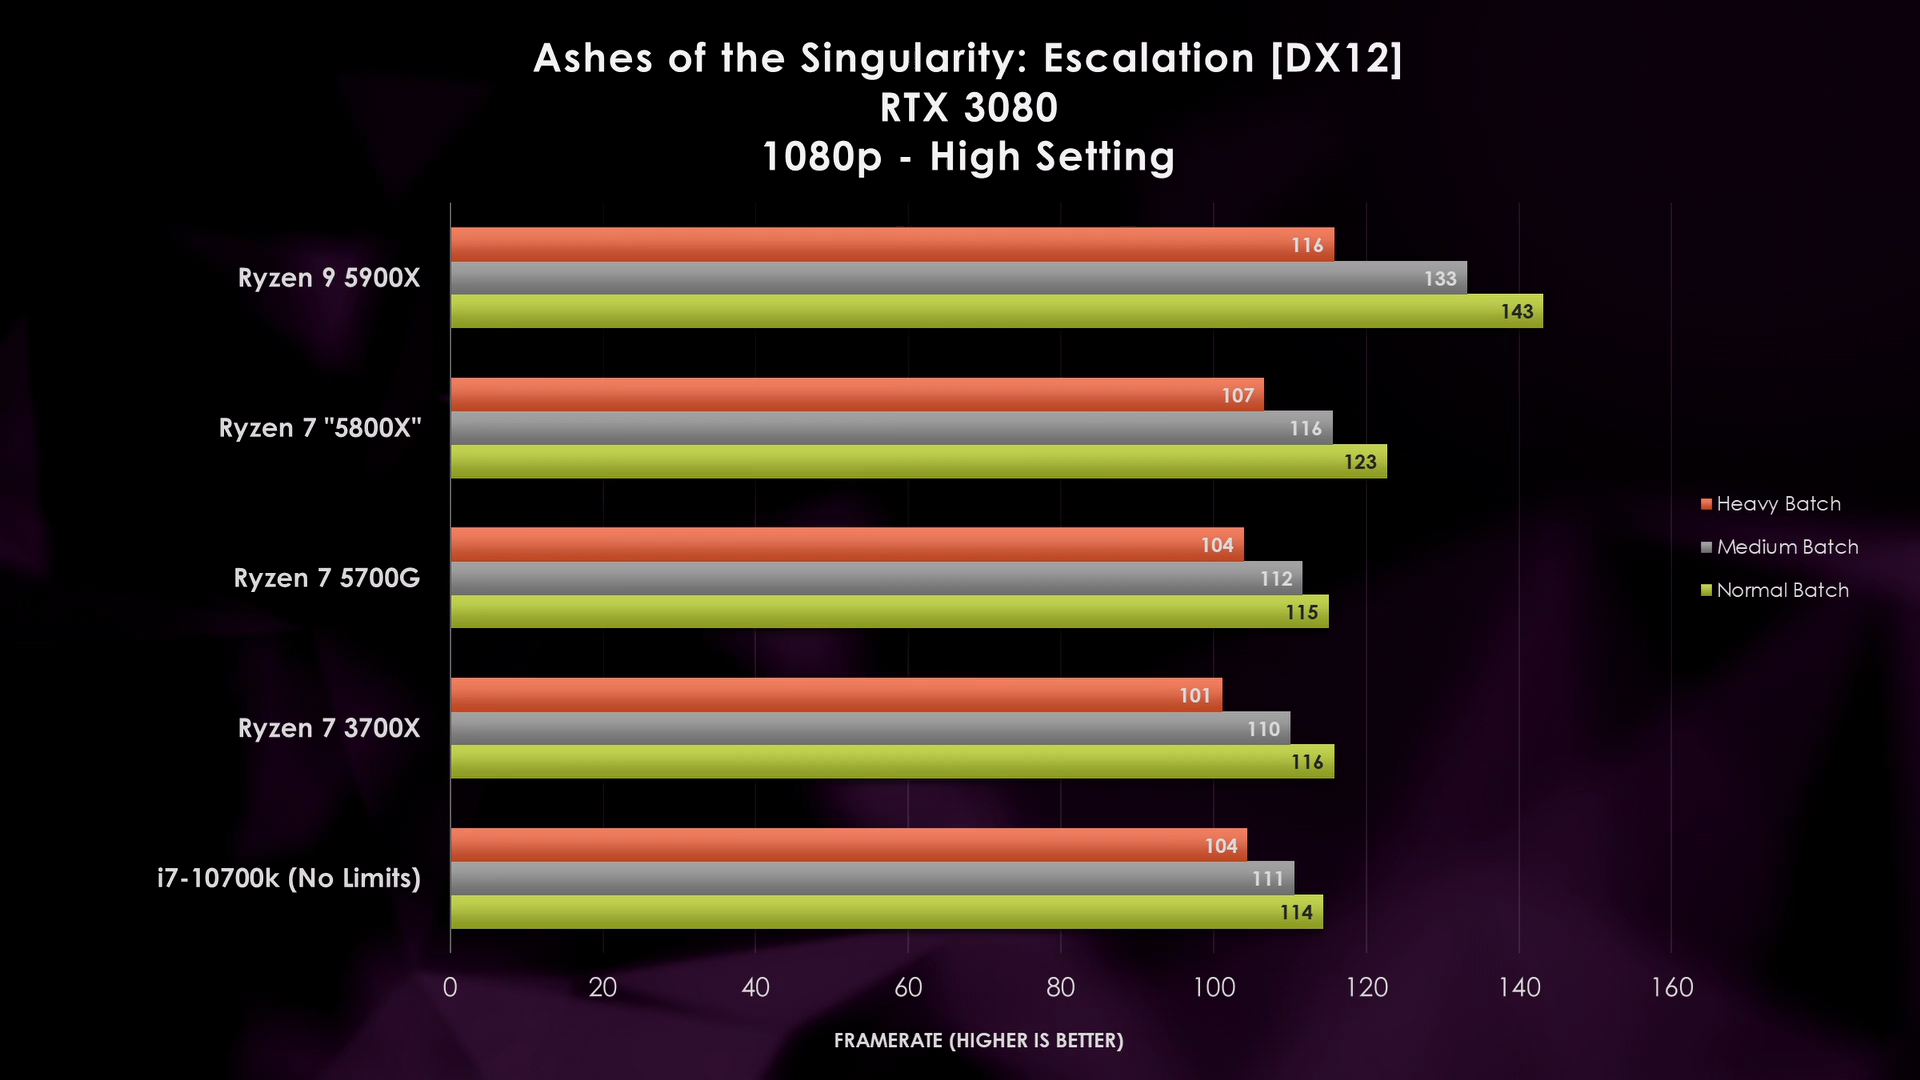 Ashes of the Singularity: Escalation [DX12]
RTX 3080
1080p - High Setting
Ryzen 9 5900X
116
133
143
Ryzen 7 "5800X"
107
116
123
Ryzen 7 5700G
104
112
115
Ryzen 7 3700X
101
110
116
i7-10700k (No Limits)
104
111
114
Heavy Batch
Medium Batch
Normal Batch
0 20 40 60 80 100 120 140 160
FRAMERATE (HIGHER IS BETTER)